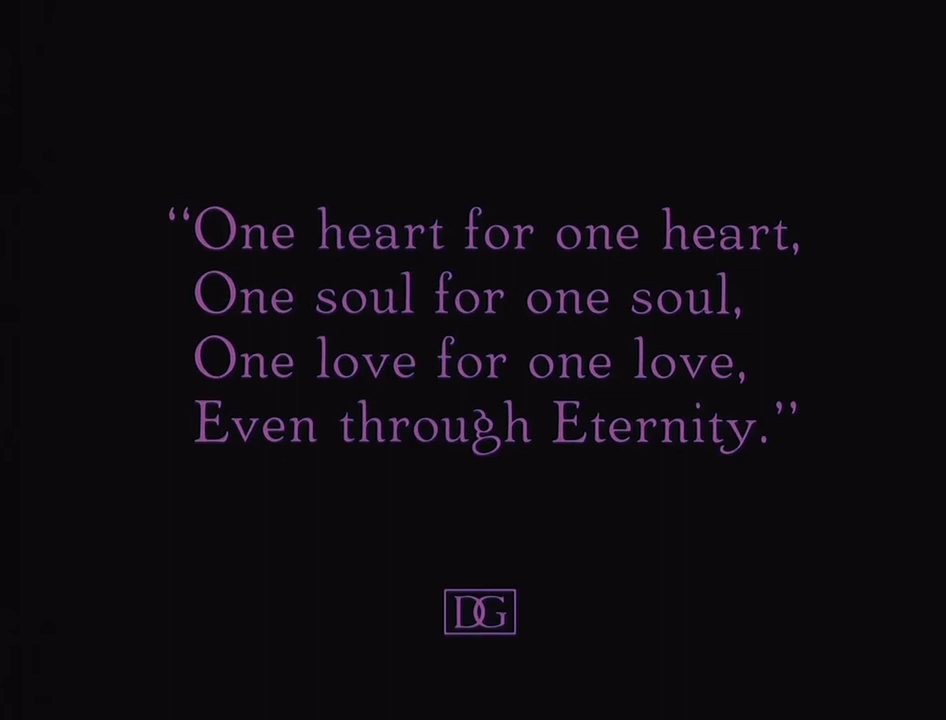 “One heart for one heart,
One soul for one soul,
One love for one love,
Even through Eternity.”
DG